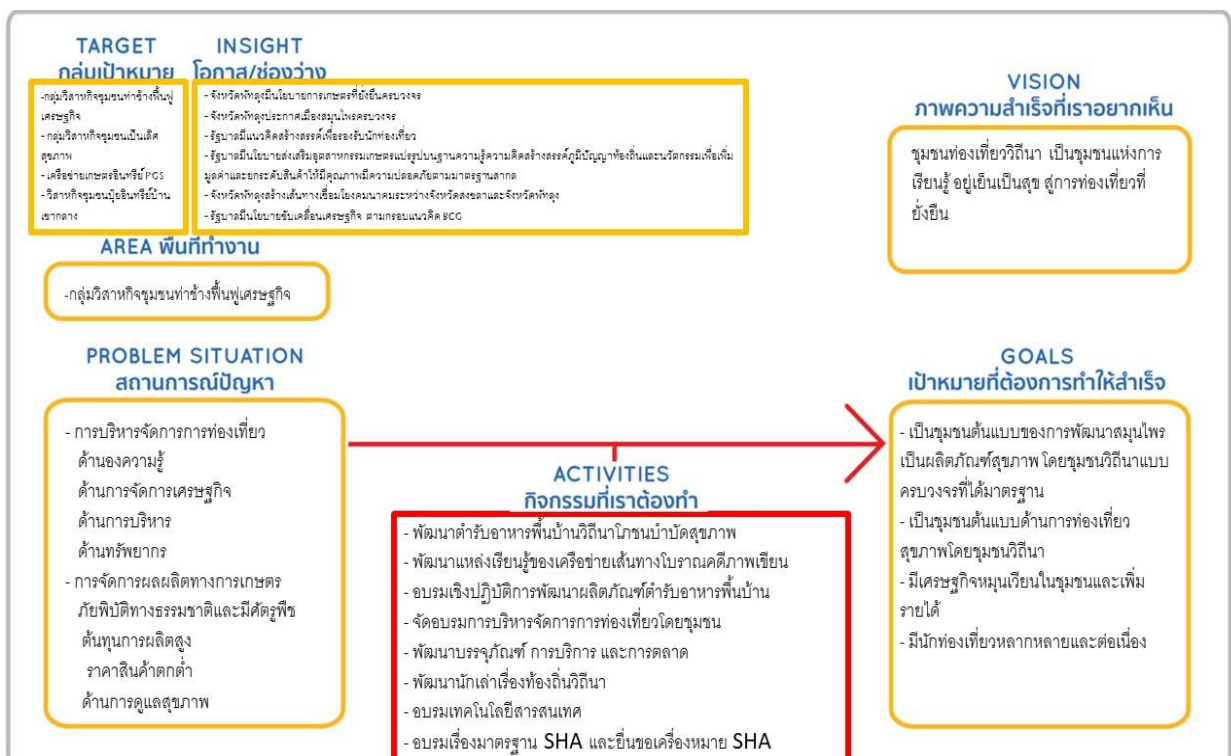 TARGET
กลุ่มเป้าหมาย
-กลุ่มวิสาหกิจชุมชนท่าช้างฟื้นฟู
เศรษฐกิจ
- กลุ่มวิสาหกิจชุมชนเป็นเลิศ
สุขภาพ
- เครือข่ายเกษตรอินทรีย์ PGS
- วิสาหกิจชุมชนปุ๋ยอินทรีย์บ้าน
เขากลาง
INSIGHT
โอกาส/ช่องว่าง
- จังหวัดพัทลุงมีนโยบายการเกษตรที่ยั่งยืนครบวงจร
- จังหวัดพัทลุงประกาศเมืองสมุนไพรครบวงจร
- รัฐบาลมีแนวคิดสร้างสรรค์เพื่อรองรับนักท่องเที่ยว
- รัฐบาลมีนโยบายส่งเสริมอุตสาหกรรมเกษตรแปรรูปบนฐานความรู้ความคิดสร้างสรรค์ภูมิปัญญาท้องถิ่นและนวัตกรรมเพื่อเพิ่ม
มูลค่าและยกระดับสินค้าให้มีคุณภาพมีความปลอดภัยตามมาตรฐานสากล
- จังหวัดพัทลุงสร้างเส้นทางเชื่อมโยงคมนาคมระหว่างจังหวัดสงขลาและจังหวัดพัทลุง
- รัฐบาลมีนโยบายขับเคลื่อนเศรษฐกิจ ตามกรอบแนวคิด BCG
VISION
ภาพความสำเร็จที่เราอยากเห็น
ชุมชนท่องเที่ยววิถีนา เป็นชุมชนแห่งการ
เรียนรู้ อยู่เย็นเป็นสุข สู่การท่องเที่ยวที่
ยั่งยืน
AREA พื้นที่ทำงาน
-กลุ่มวิสาหกิจชุมชนท่าช้างฟื้นฟูเศรษฐกิจ
PROBLEM SITUATION
สถานการณ์ปัญหา
- การบริหารจัดการการท่องเที่ยว
ด้านองความรู้
ด้านการจัดการเศรษฐกิจ
ด้านการบริหาร
ด้านทรัพยากร
- การจัดการผลผลิตทางการเกษตร
ภัยพิบัติทางธรรมชาติและมีศัตรูพืช
ต้นทุนการผลิตสูง
ราคาสินค้าตกต่ำ
ด้านการดูแลสุขภาพ
ACTIVITIES
กิจกรรมที่เราต้องทำ
- พัฒนาตำรับอาหารพื้นบ้านวิถีนาโภชนบำบัดสุขภาพ
- พัฒนาแหล่งเรียนรู้ของเครือข่ายเส้นทางโบราณคดีภาพเขียน
- อบรมเชิงปฏิบัติการพัฒนาผลิตภัณฑ์ตำรับอาหารพื้นบ้าน
- จัดอบรมการบริหารจัดการการท่องเที่ยวโดยชุมชน
- พัฒนาบรรจุภัณฑ์ การบริการ และการตลาด
- พัฒนานักเล่าเรื่องท้องถิ่นวิถีนา
- อบรมเทคโนโลยีสารสนเทศ
- อบรมเรื่องมาตรฐาน SHA และยื่นขอเครื่องหมาย SHA
GOALS
เป้าหมายที่ต้องการทำให้สำเร็จ
- เป็นชุมชนต้นแบบของการพัฒนาสมุนไพร
เป็นผลิตภัณฑ์สุขภาพ โดยชุมชนวิถีนาแบบ
ครบวงจรที่ได้มาตรฐาน
- เป็นชุมชนต้นแบบด้านการท่องเที่ยว
สุขภาพโดยชุมชนวิถีนา
- มีเศรษฐกิจหมุนเวียนในชุมชนและเพิ่ม
รายได้
- มีนักท่องเที่ยวหลากหลายและต่อเนื่อง